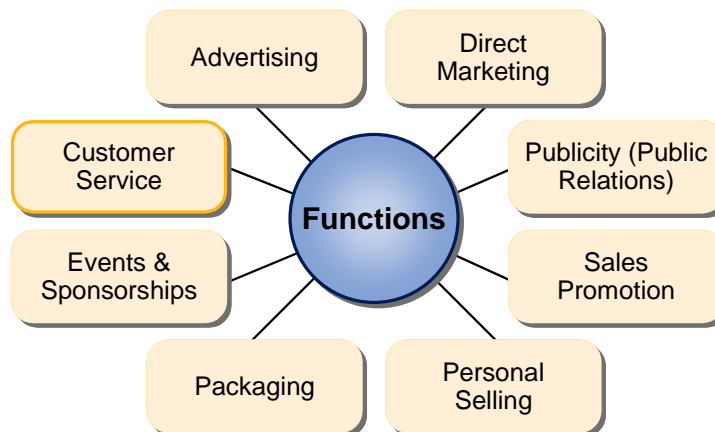 Advertising
Direct
Marketing
Customer
Service
Publicity (Public
Relations)
Functions
Events &
Sponsorships
Sales
Promotion
Packaging
Personal
Selling